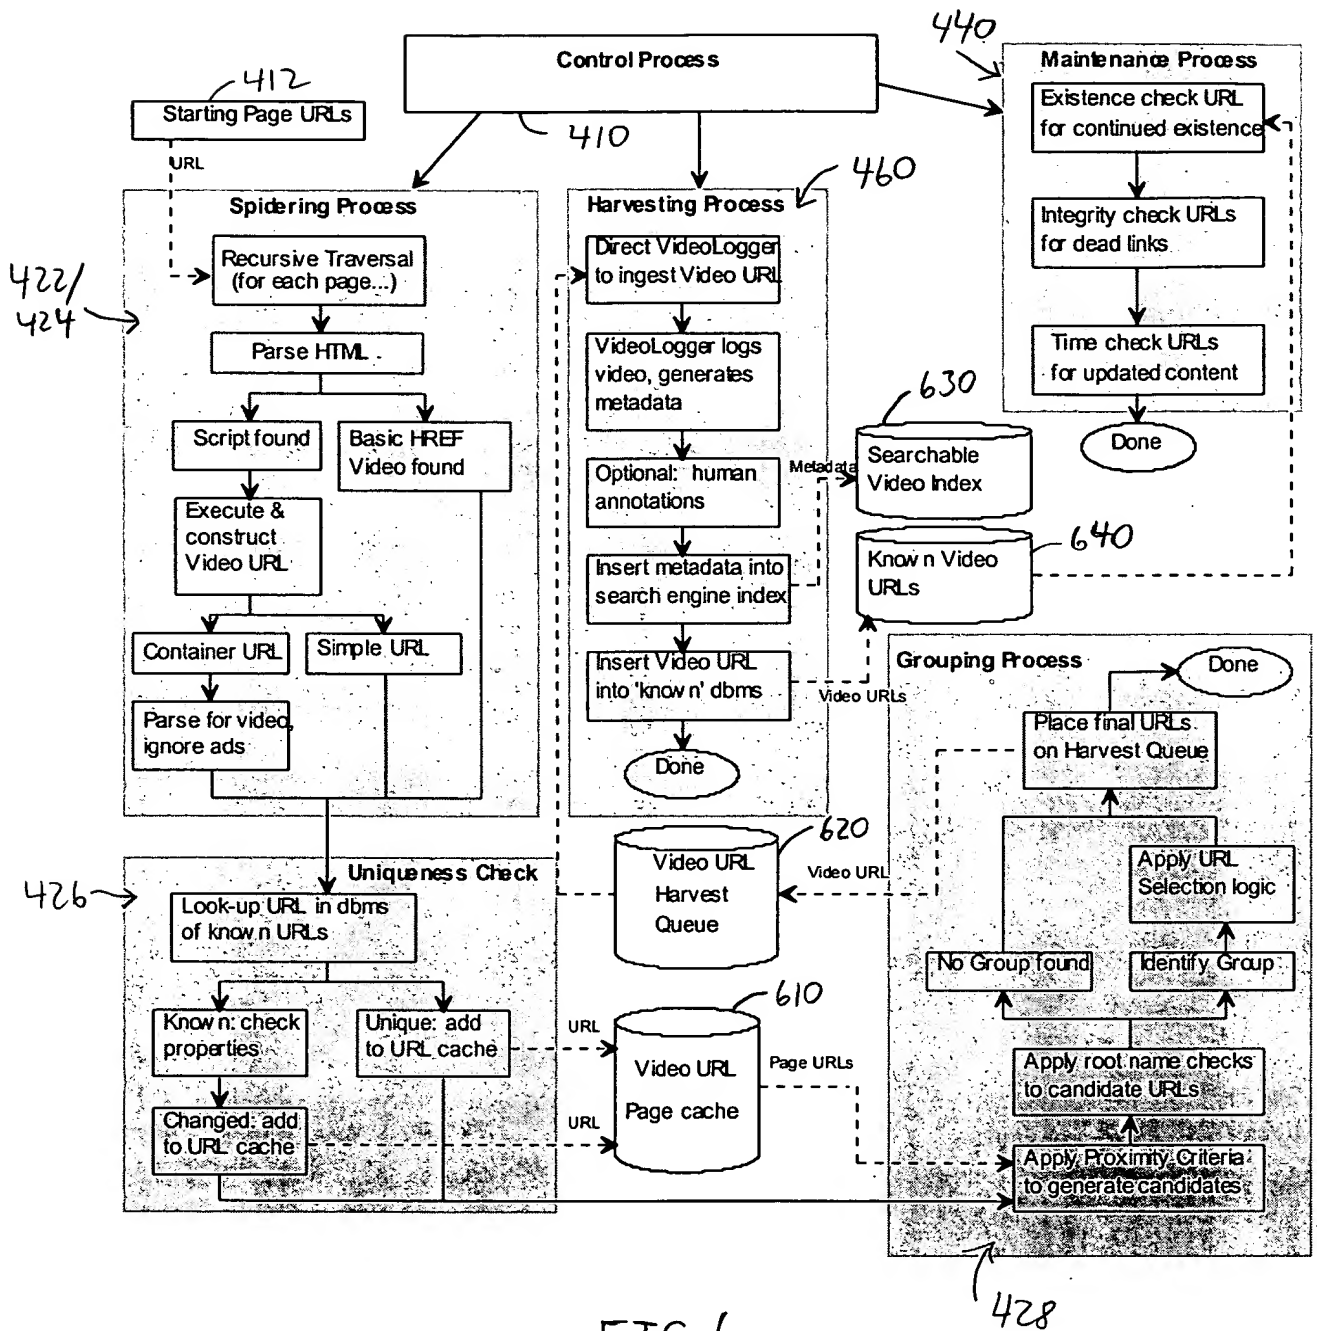 440
Control Process
Maintenance Process
412
Starting Page URLs
410
Existence check URL
for continued existence
URL
460
Spidering Process
Harvesting Process
Integrity check URLs
for dead links
Recursive Traversal
(for each page...)
Direct VideoLogger
to ingest Video URL
422/
424
Parse HTML
VideoLogger logs
video, generates
metadata
Time check URLs
for updated content
630
Script found
Basic HREF
Video found
Done
Searchable
Video Index
Metadata
Optional: human
annotations
Execute &
construct
Video URL
640
Known Video
URLs
Insert metadata into
search engine index
Container URL
Simple URL
Insert Video URL
into 'known' dbms
Video URLs
Grouping Process
Done
Parse for video,
ignore ads
Place final URLs
on Harvest Queue
Done
620
Uniqueness Check
Video URL
Harvest
Queue
Video URL
Apply URL
Selection logic
426
Look-up URL in dbms
of known URLs
No Group found
Identify Group
610
Known: check
properties
Unique: add
to URL cache
URL
Video URL
Page cache
Page URLs
Apply root name checks
to candidate URLs
Changed: add
to URL cache
URL
Apply Proximity Criteria
to generate candidates
428